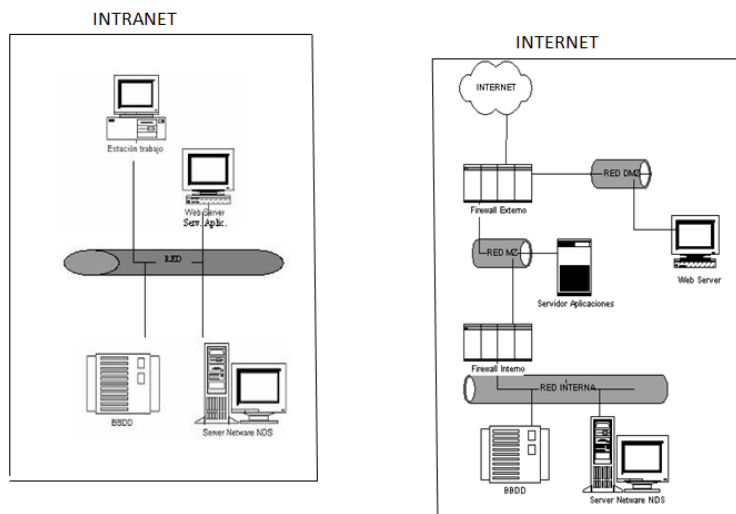 INTRANET
Estación trabajo
Web Server
Serv. Aplic.
RED
BBDD
Server Netware NDS
INTERNET
INTERNET
RED DMZ
Firewall Externo
Web Server
RED MZ
Servidor Aplicaciones
Firewall Interno
RED INTERNA
BBDD
Server Netware NDS